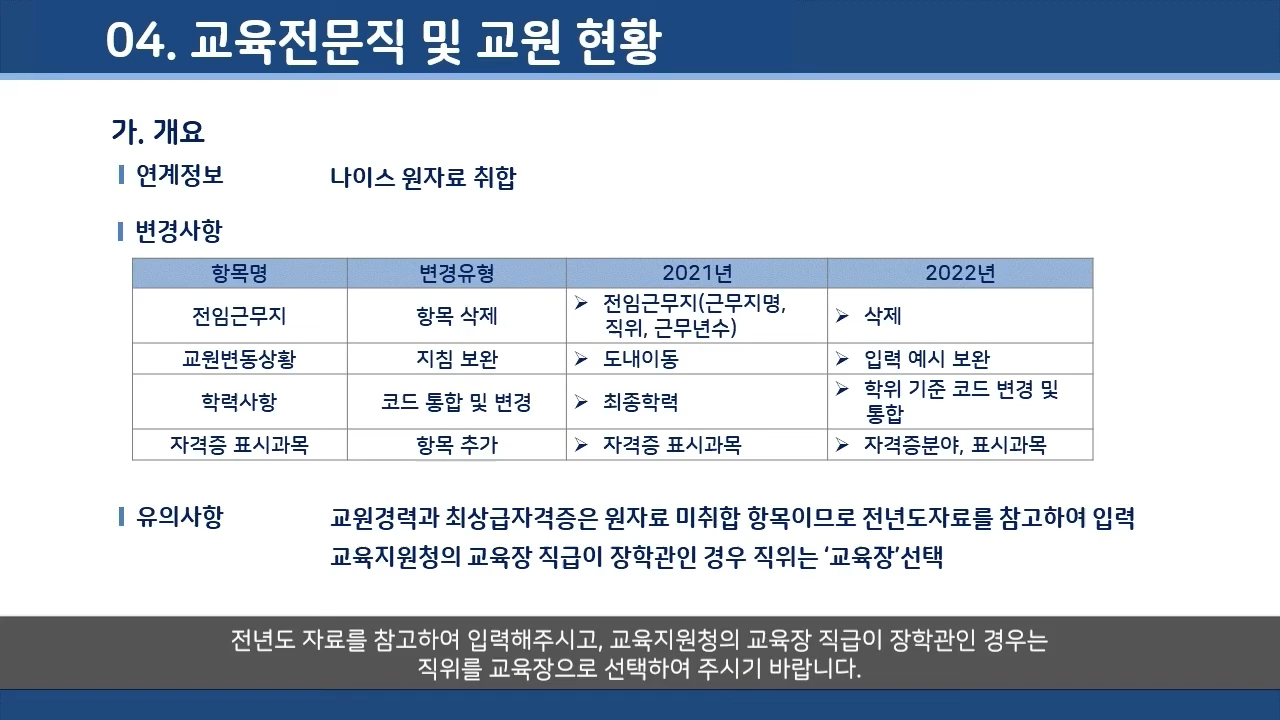 04. 교육전문직 및 교원 현황
가. 개요
연계정보 나이스 원자료 취합
변경사항
항목명 변경유형 2021년 2022년
전임근무지 항목 삭제 ➢ 전임근무지(근무지명, 직위, 근무년수) ➢ 삭제
교원변동상황 지침 보완 ➢ 도내이동 ➢ 입력 예시 보완
학력사항 코드 통합 및 변경 ➢ 최종학력 ➢ 학위 기준 코드 변경 및 통합
자격증 표시과목 항목 추가 ➢ 자격증 표시과목 ➢ 자격증분야, 표시과목
유의사항 교원경력과 최상급자격증은 원자료 미취합 항목이므로 전년도자료를 참고하여 입력
교육지원청의 교육장 직급이 장학관인 경우 직위는 ‘교육장’선택
전년도 자료를 참고하여 입력해주시고, 교육지원청의 교육장 직급이 장학관인 경우는
직위를 교육장으로 선택하여 주시기 바랍니다.